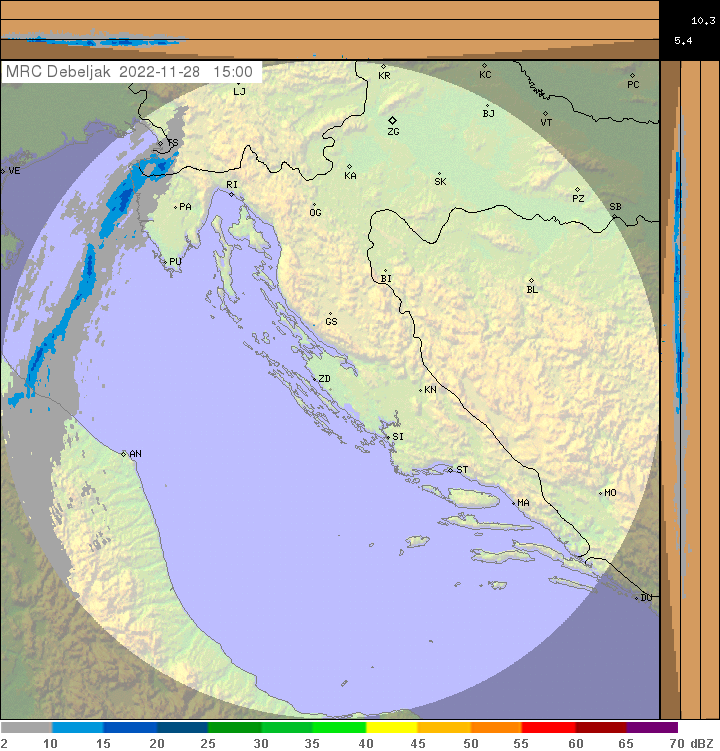 10.3
5.4
MRC Debeljak 2022-11-28 15:00
KR
KC
PC
LJ
BJ
VT
ZG
TS
VE
KA
SK
RI
PZ
PA
OG
SB
PU
BI
BL
GS
ZD
KN
SI
AN
ST
MO
MA
DU
2 10 15 20 25 30 35 40 45 50 55 60 65 70 dBZ